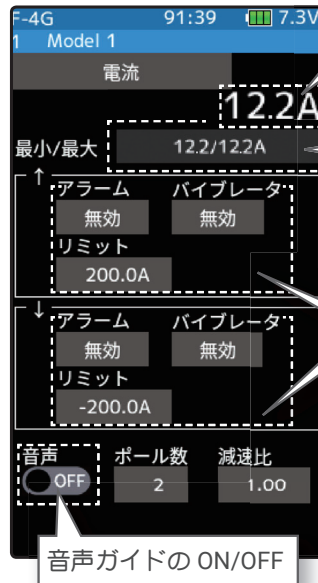 F-4G 91:39 7.3V
1 Model 1
電流
12.2A
最小/最大 12.2/12.2A
↑
アラーム バイブレータ
無効 無効
リミット
200.0A
↓
アラーム バイブレータ
無効 無効
リミット
-200.0A
音声 ポール数 減速比
OFF 2 1.00
音声ガイドの ON/OFF